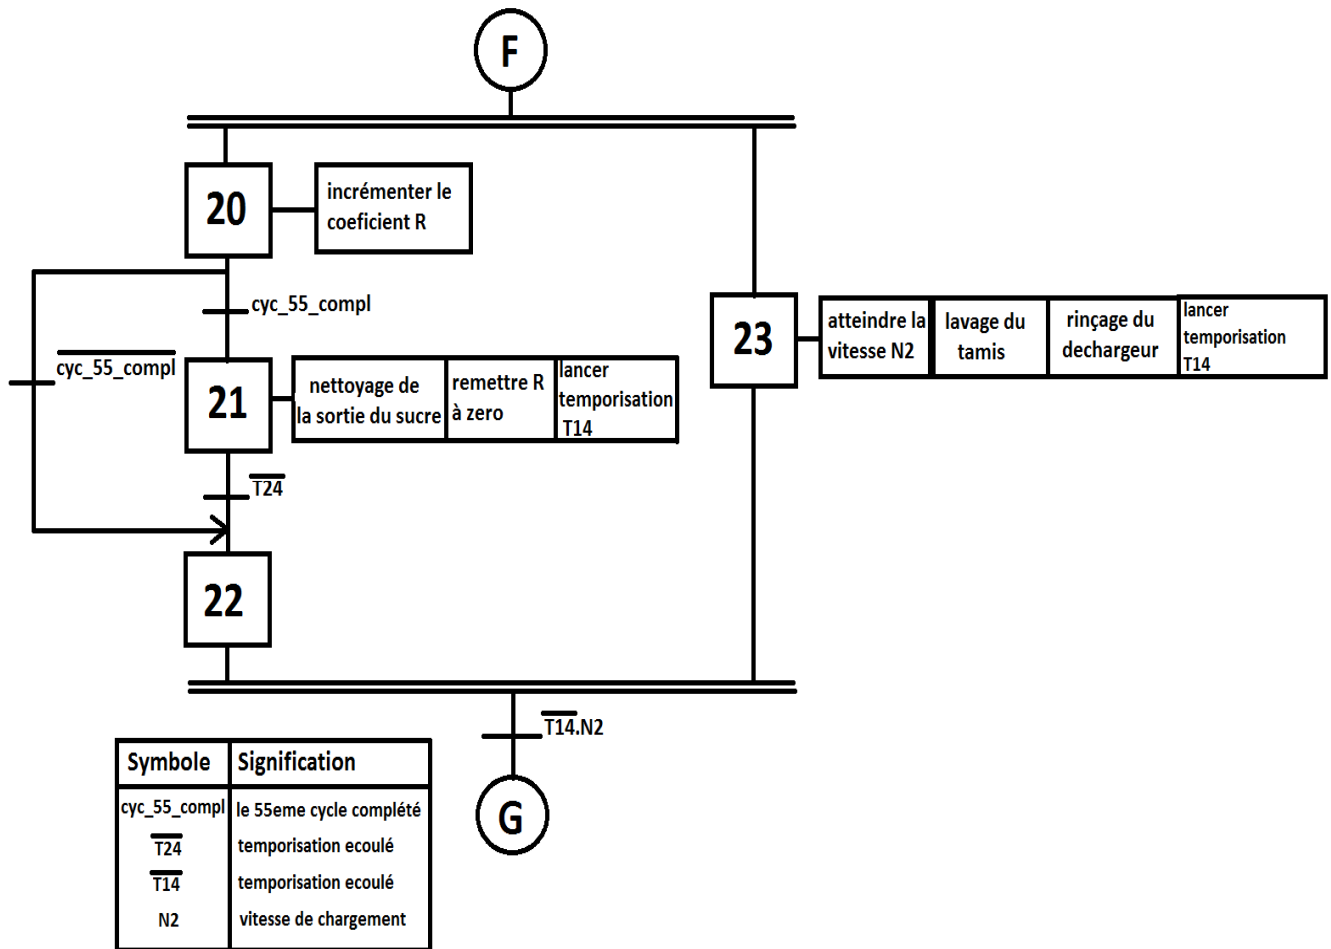 F
20
incrémenter le
coeficient R
cyc_55_compl
cyc_55_compl
23
atteindre la
vitesse N2
lavage du
tamis
rinçage du
dechargeur
lancer
temporisation
T14
21
nettoyage de
la sortie du sucre
remettre R
à zero
lancer
temporisation
T14
T24
22
T14.N2
G
Symbole Signification
cyc_55_compl le 55eme cycle complété
T24 temporisation ecoulé
T14 temporisation ecoulé
N2 vitesse de chargement